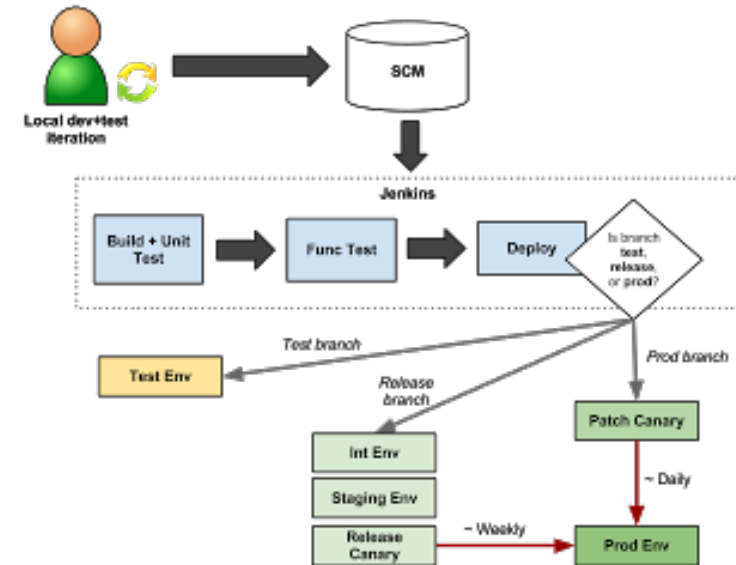 Local dev+test
iteration
SCM
Jenkins
Build + Unit
Test
Func Test
Deploy
Is branch
test,
release,
or prod?
Test branch
Release
branch
Prod branch
Test Env
Patch Canary
Int Env
Staging Env
~ Daily
Release
Canary
~ Weekly
Prod Env